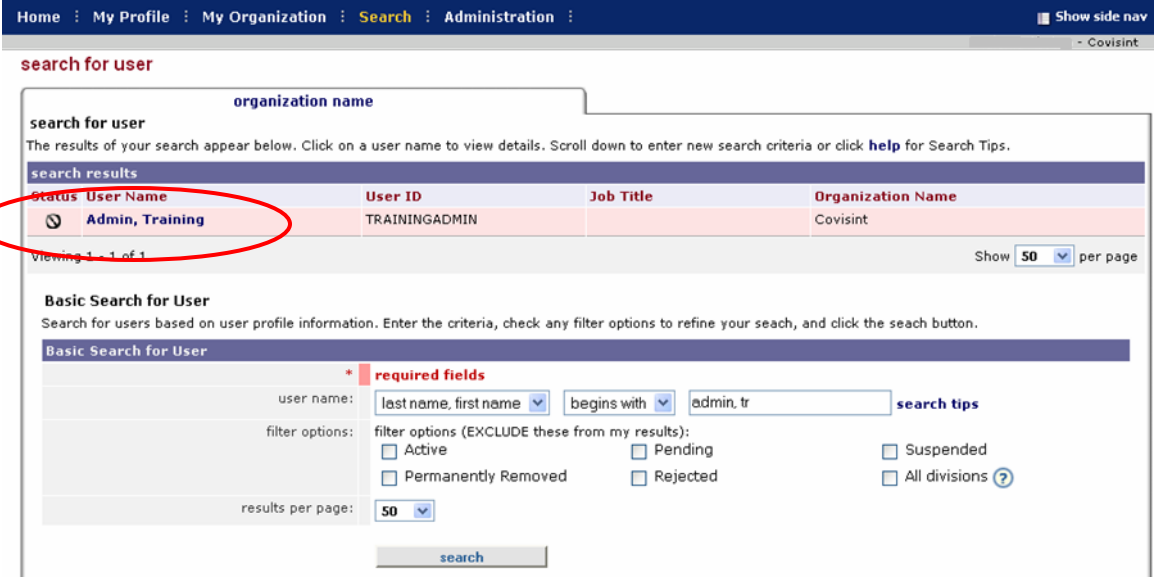 Home My Profile My Organization Search Administration Show side nav
- Covisint
search for user
organization name
search for user
The results of your search appear below. Click on a user name to view details. Scroll down to enter new search criteria or click help for Search Tips.
search results
Status User Name User ID Job Title Organization Name
Admin, Training TRAININGADMIN Covisint
Viewing 1 - 1 of 1 Show 50 per page
Basic Search for User
Search for users based on user profile information. Enter the criteria, check any filter options to refine your seach, and click the seach button.
Basic Search for User
* required fields
user name: last name, first name begins with admin, tr search tips
filter options: filter options (EXCLUDE these from my results):
Active Pending Suspended
Permanently Removed Rejected All divisions ?
results per page: 50
search